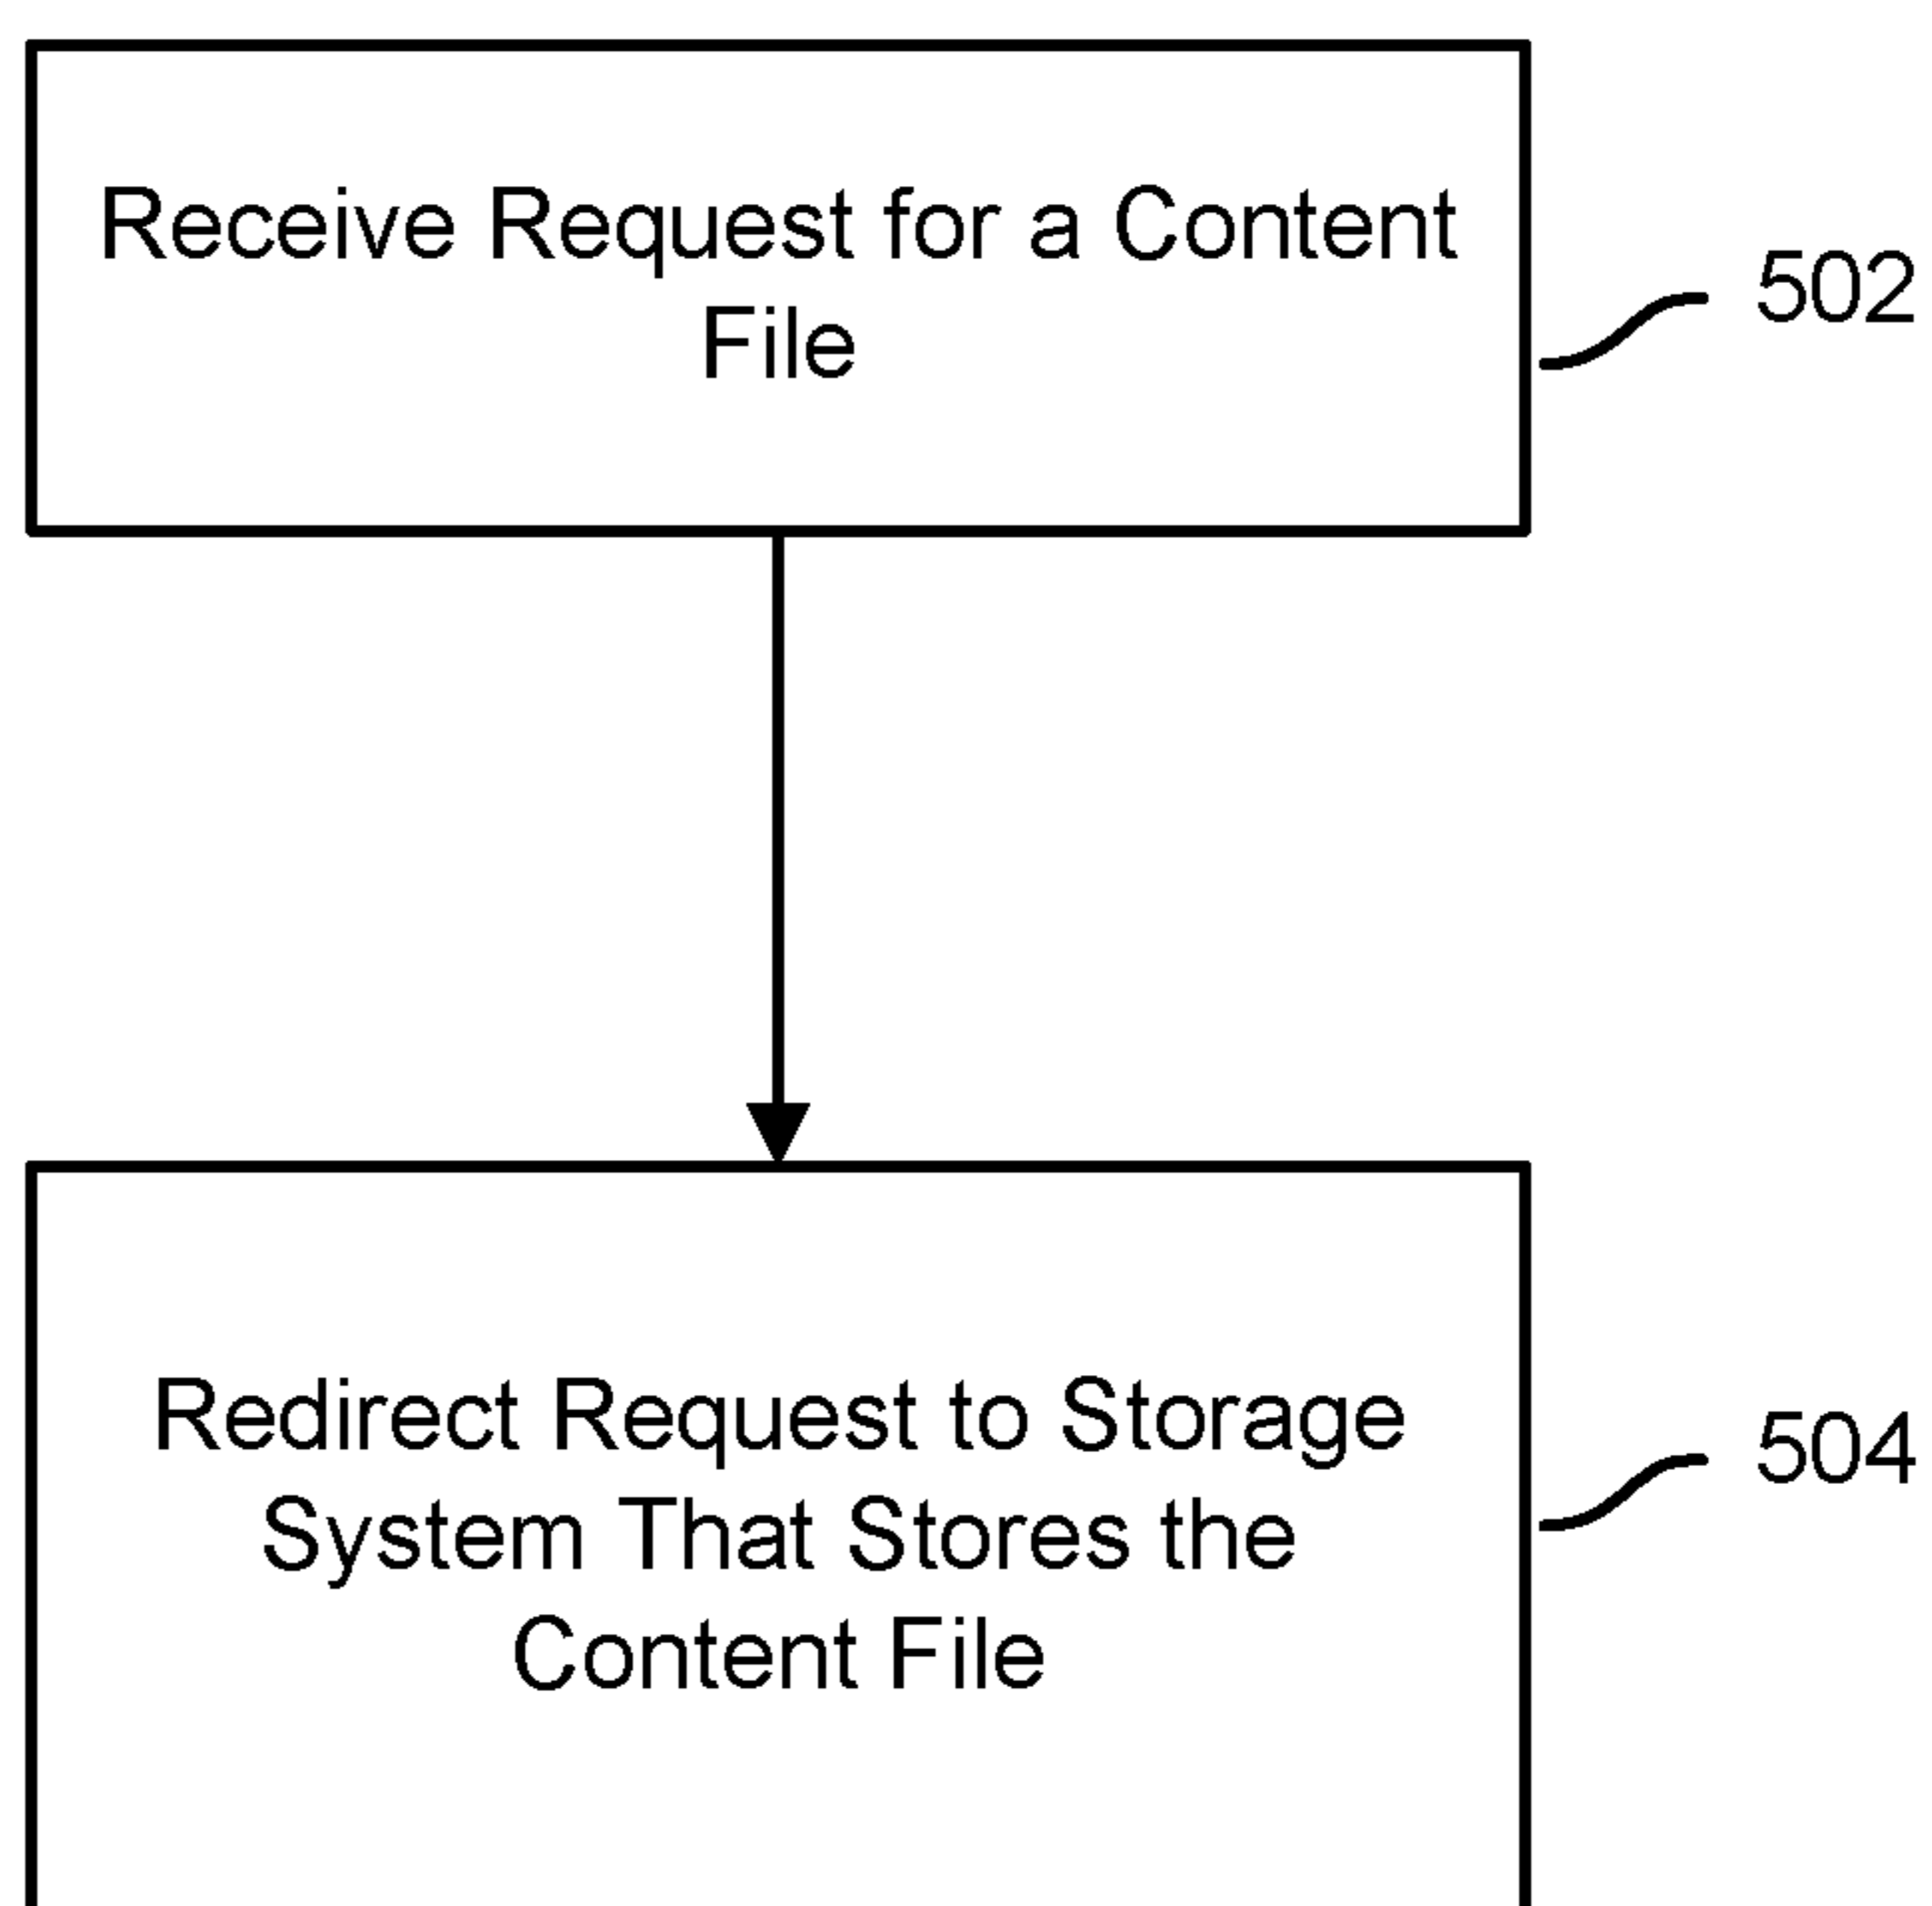 Receive Request for a Content
File
502
Redirect Request to Storage
System That Stores the
Content File
504